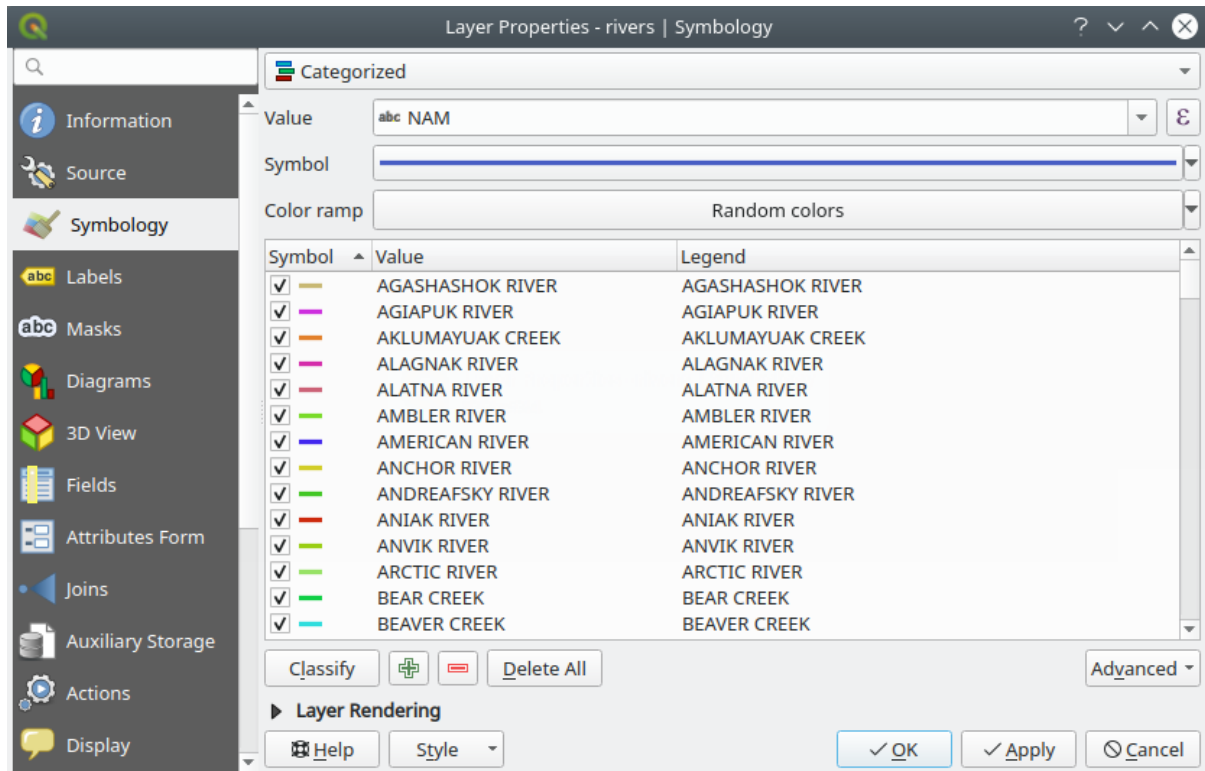 Layer Properties - rivers | Symbology
Categorized
Information
Value abc NAM ε
Source
Symbol
Symbology
Color ramp Random colors
Symbol Value Legend
abc Labels
AGASHASHOK RIVER AGASHASHOK RIVER
AGIAPUK RIVER AGIAPUK RIVER
abc Masks
AKLUMAYUAK CREEK AKLUMAYUAK CREEK
ALAGNAK RIVER ALAGNAK RIVER
Diagrams
ALATNA RIVER ALATNA RIVER
AMBLER RIVER AMBLER RIVER
3D View
AMERICAN RIVER AMERICAN RIVER
ANCHOR RIVER ANCHOR RIVER
Fields
ANDREAFSKY RIVER ANDREAFSKY RIVER
ANIAK RIVER ANIAK RIVER
Attributes Form
ANVIK RIVER ANVIK RIVER
ARCTIC RIVER ARCTIC RIVER
Joins
BEAR CREEK BEAR CREEK
BEAVER CREEK BEAVER CREEK
Auxiliary Storage
Classify Delete All Advanced
Actions
Layer Rendering
Display
Help Style OK Apply Cancel